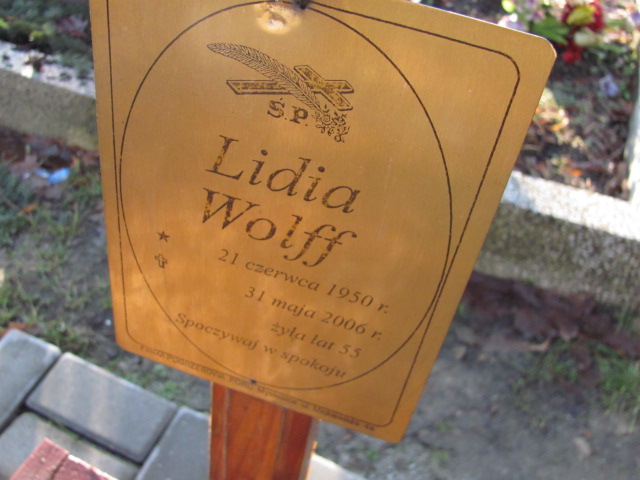 Ś.P.
Lidia
Wolff
21 czerwca 1950 r.
31 maja 2006 r.
żyła lat 55
Spoczywaj w spokoju